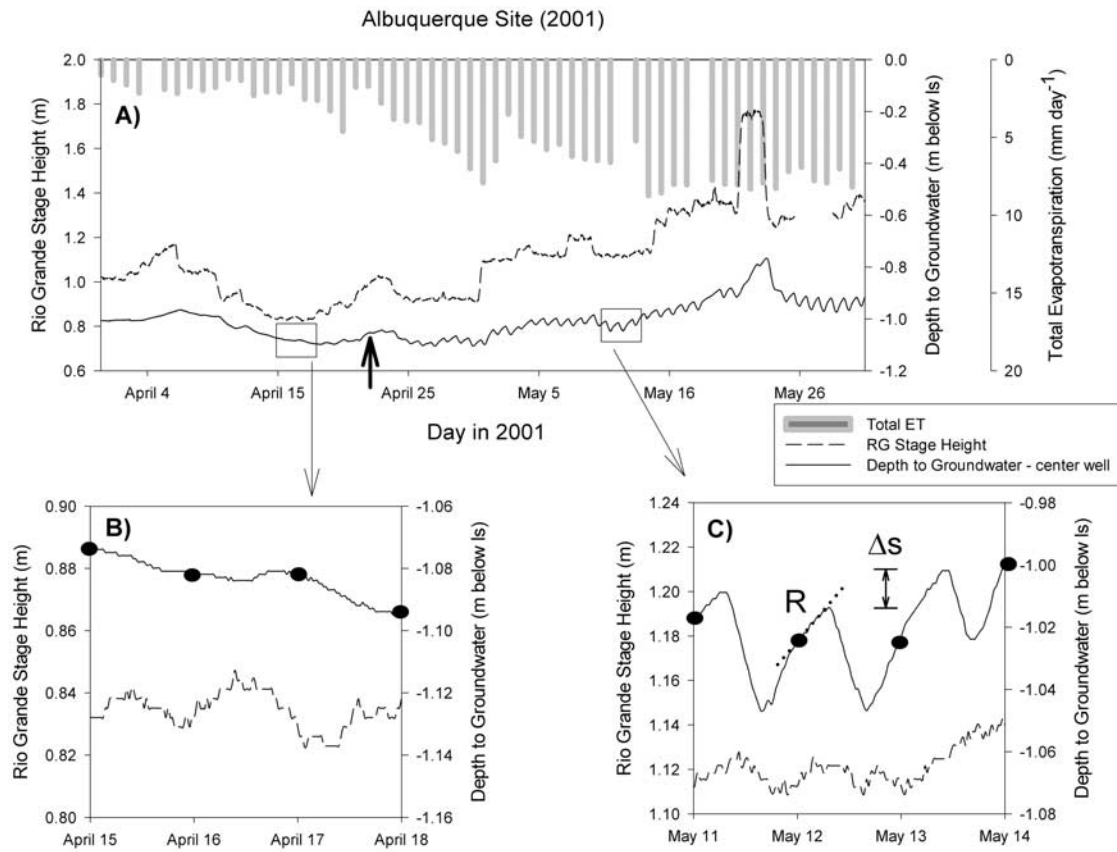 Albuquerque Site (2001)
A)
Rio Grande Stage Height (m)
2.0
1.8
1.6
1.4
1.2
1.0
0.8
0.6
0.0
-0.2
-0.4
-0.6
-0.8
-1.0
-1.2
Depth to Groundwater (m below ls)
0
5
10
15
20
Total Evapotranspiration (mm day-1)
April 4
April 15
April 25
May 5
May 16
May 26
Day in 2001
Total ET
RG Stage Height
Depth to Groundwater - center well
B)
Rio Grande Stage Height (m)
0.90
0.88
0.86
0.84
0.82
0.80
-1.06
-1.08
-1.10
-1.12
-1.14
-1.16
Depth to Groundwater (m below ls)
April 15
April 16
April 17
April 18
C)
Rio Grande Stage Height (m)
1.24
1.22
1.20
1.18
1.16
1.14
1.12
1.10
R
Δs
-0.98
-1.00
-1.02
-1.04
-1.06
-1.08
Depth to Groundwater (m below ls)
May 11
May 12
May 13
May 14